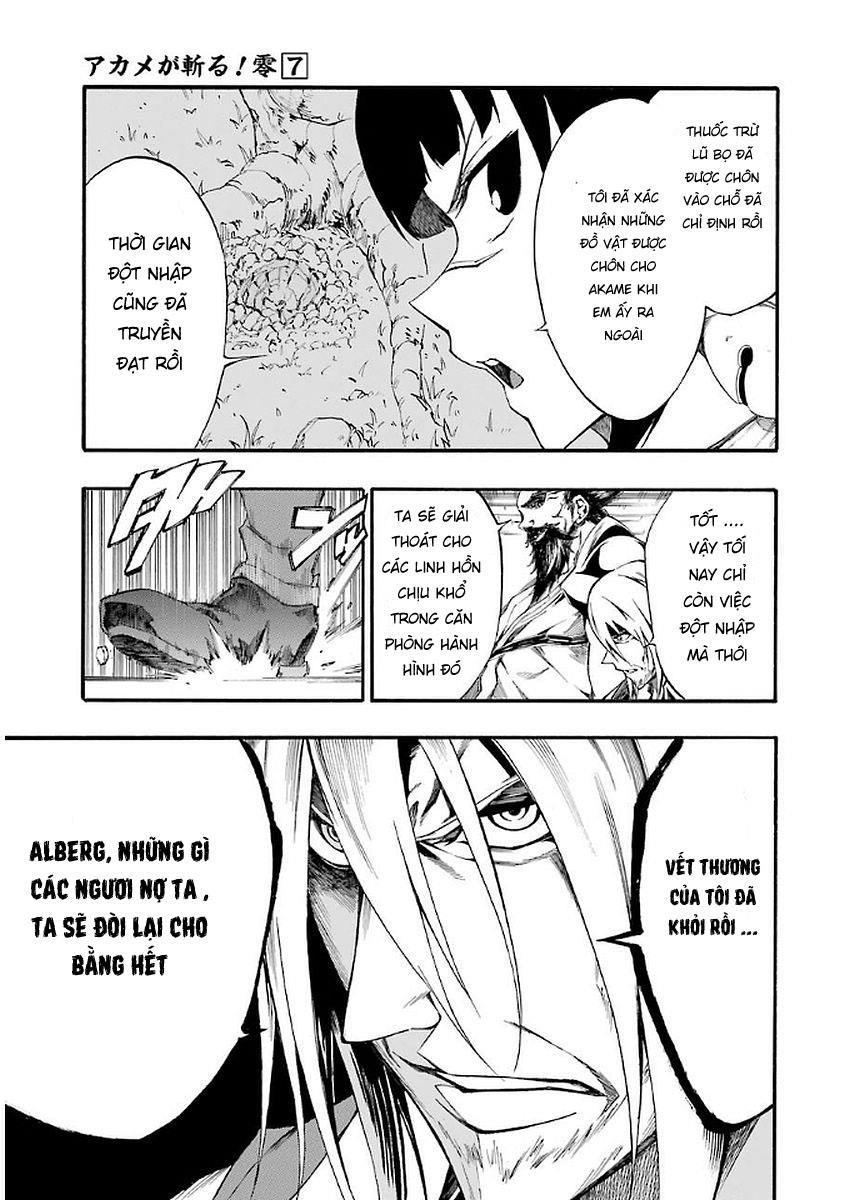 アカメが斬る!零7
THUỐC TRỪ
LŨ BỌ ĐÃ
ĐƯỢC CHÔN
VÀO CHỖ ĐÃ
CHỈ ĐỊNH RỒI
TÔI ĐÃ XÁC
NHẬN NHỮNG
ĐỒ VẬT ĐƯỢC
CHÔN CHO
AKAME KHI
EM ẤY RA
NGOÀI
THỜI GIAN
ĐỘT NHẬP
CŨNG ĐÃ
TRUYỀN
ĐẠT RỒI
TỐT ....
VẬY TỐI
NAY CHỈ
CÒN VIỆC
ĐỘT NHẬP
MÀ THÔI
TA SẼ GIẢI
THOÁT CHO
CÁC LINH HỒN
CHỊU KHỔ
TRONG CĂN
PHÒNG HÀNH
HÌNH ĐÓ
VẾT THƯƠNG
CỦA TÔI ĐÃ
KHỎI RỒI ...
ALBERG, NHỮNG GÌ
CÁC NGƯƠI NỢ TA ,
TA SẼ ĐÒI LẠI CHO
BẰNG HẾT